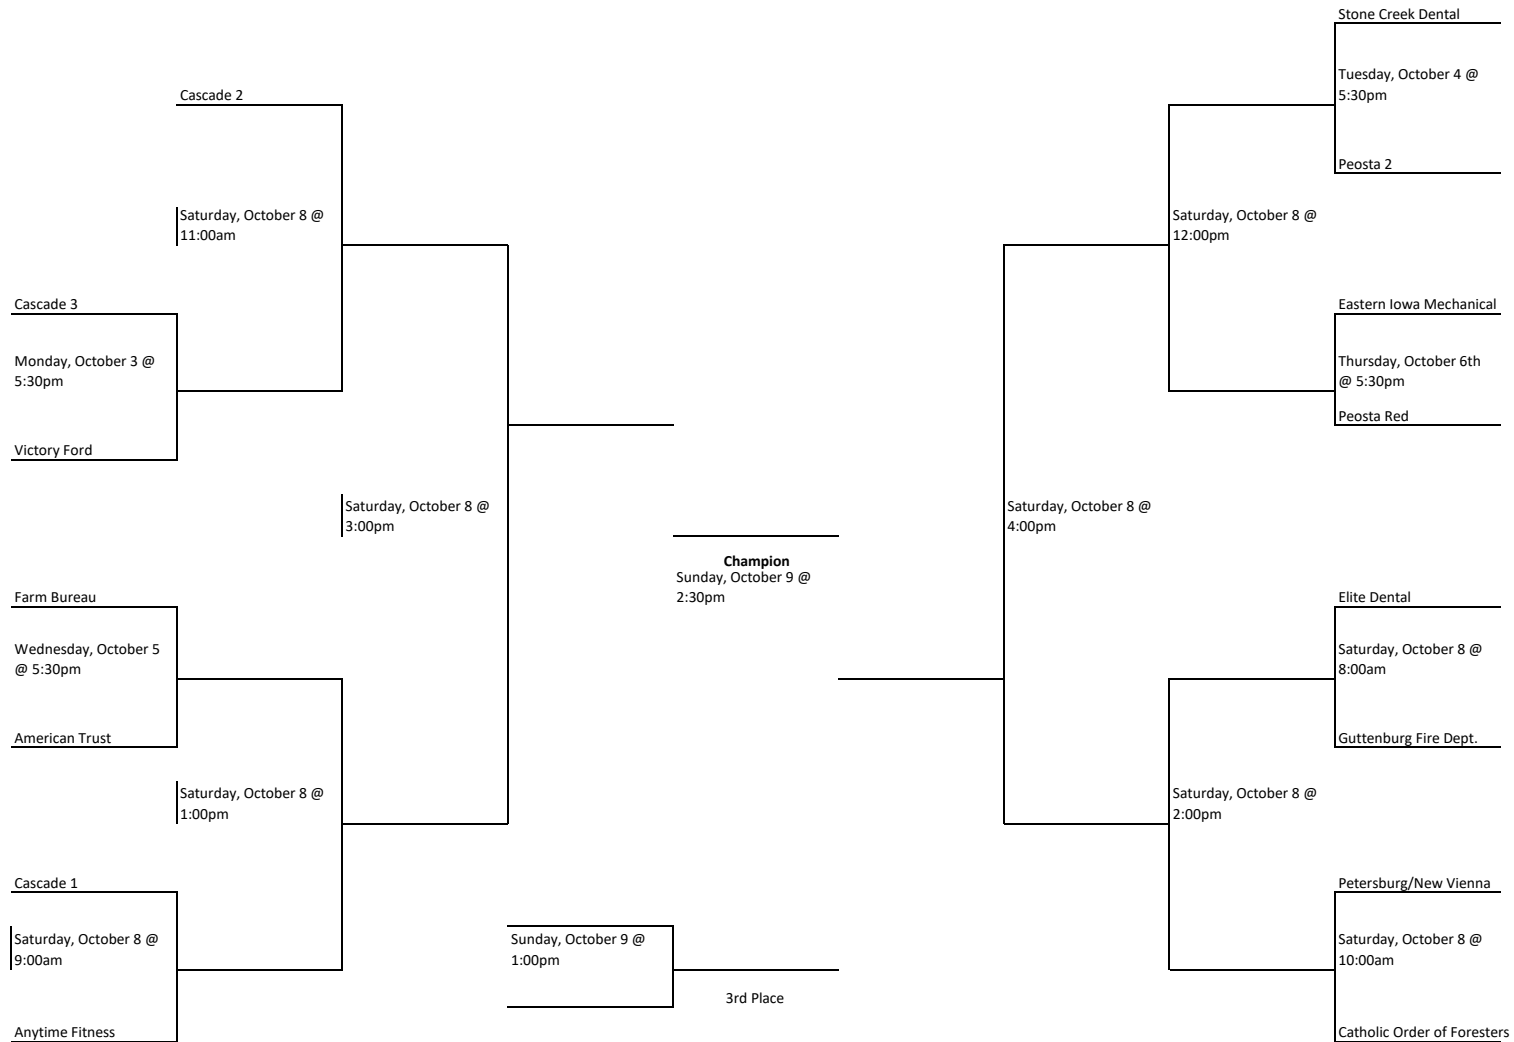 Stone Creek Dental
Tuesday, October 4 @
5:30pm
Cascade 2
Peosta 2
Saturday, October 8 @
11:00am
Saturday, October 8 @
12:00pm
Cascade 3
Eastern Iowa Mechanical
Monday, October 3 @
5:30pm
Thursday, October 6th
@ 5:30pm
Peosta Red
Victory Ford
Saturday, October 8 @
3:00pm
Saturday, October 8 @
4:00pm
Champion
Sunday, October 9 @
2:30pm
Farm Bureau
Elite Dental
Wednesday, October 5
@ 5:30pm
Saturday, October 8 @
8:00am
American Trust
Guttenburg Fire Dept.
Saturday, October 8 @
1:00pm
Saturday, October 8 @
2:00pm
Cascade 1
Petersburg/New Vienna
Saturday, October 8 @
9:00am
Sunday, October 9 @
1:00pm
Saturday, October 8 @
10:00am
3rd Place
Anytime Fitness
Catholic Order of Foresters